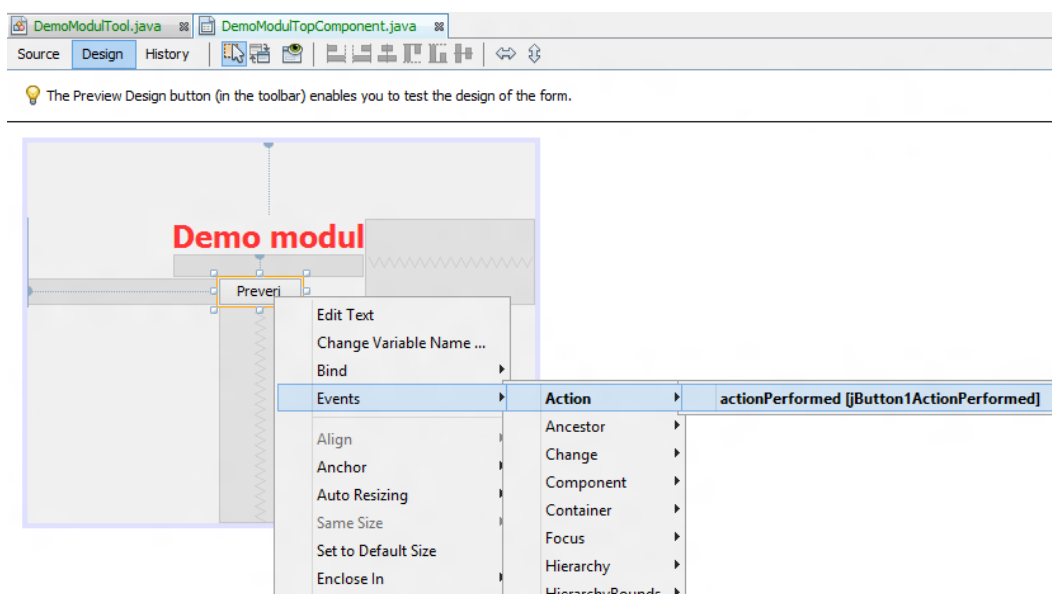 DemoModulTool.java DemoModulTopComponent.java
Source Design History
The Preview Design button (in the toolbar) enables you to test the design of the form.
Demo modul
Preveri
Edit Text
Change Variable Name ...
Bind
Events
Align
Anchor
Auto Resizing
Same Size
Set to Default Size
Enclose In
Action
Ancestor
Change
Component
Container
Focus
Hierarchy
HierarchyBounds
actionPerformed [jButton1ActionPerformed]